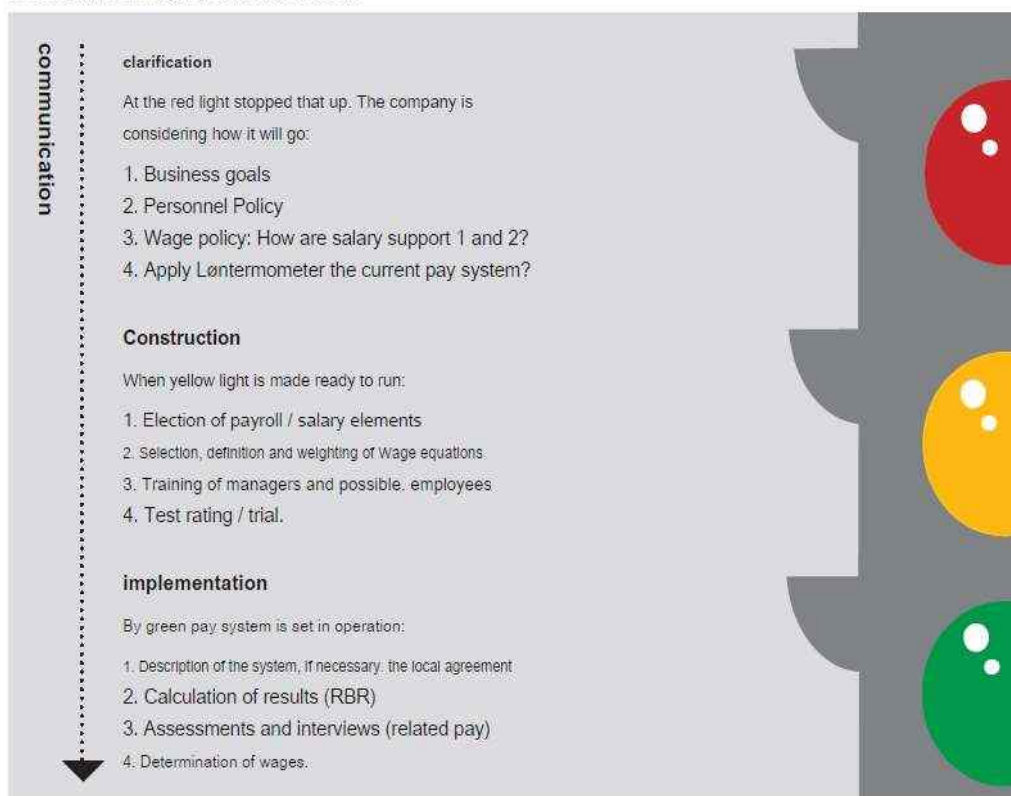 communication
clarification
At the red light stopped that up. The company is
considering how it will go:
1. Business goals
2. Personnel Policy
3. Wage policy: How are salary support 1 and 2?
4. Apply Løntermometer the current pay system?
Construction
When yellow light is made ready to run:
1. Election of payroll / salary elements
2. Selection, definition and weighting of Wage equations
3. Training of managers and possible. employees
4. Test rating / trial.
implementation
By green pay system is set in operation:
1. Description of the system, if necessary. the local agreement
2. Calculation of results (RBR)
3. Assessments and interviews (related pay)
4. Determination of wages.